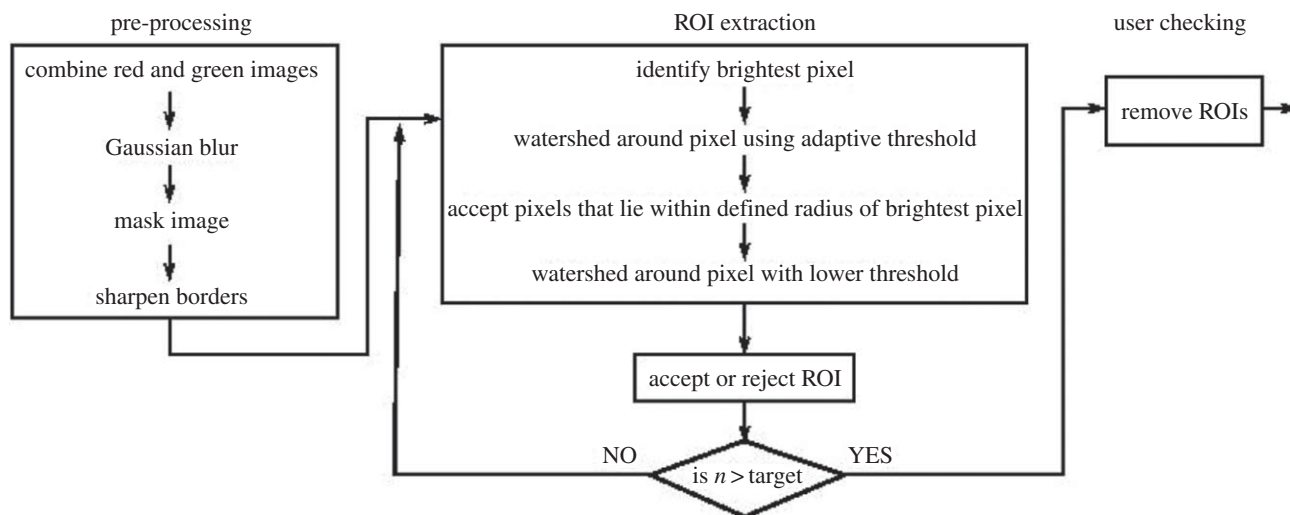 pre-processing
combine red and green images
Gaussian blur
mask image
sharpen borders
ROI extraction
identify brightest pixel
watershed around pixel using adaptive threshold
accept pixels that lie within defined radius of brightest pixel
watershed around pixel with lower threshold
accept or reject ROI
NO
is n > target
YES
user checking
remove ROIs